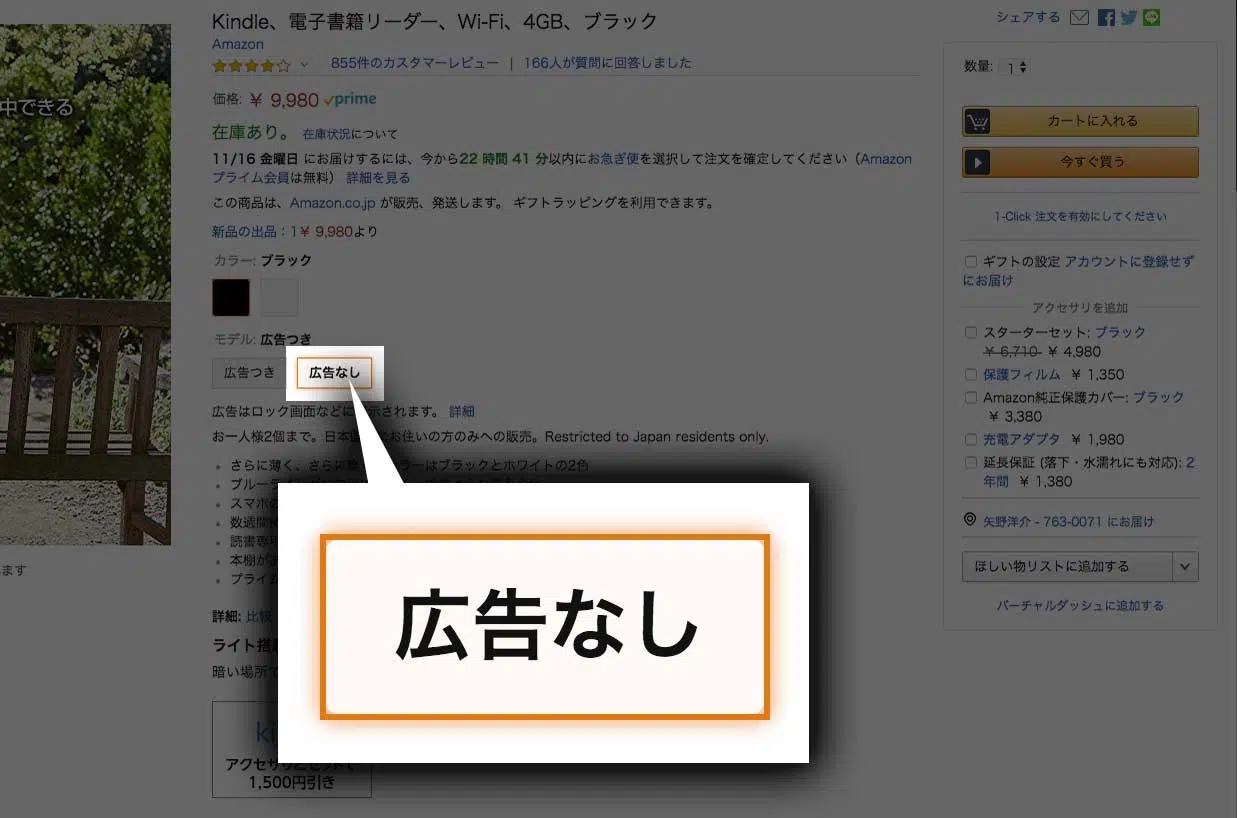 中できる
ます
Kindle、電子書籍リーダー、Wi-Fi、4GB、ブラック
Amazon
855件のカスタマーレビュー | 166人が質問に回答しました
価格: ￥ 9,980 prime
在庫あり。 在庫状況について
11/16 金曜日 にお届けするには、今から22 時間 41 分以内にお急ぎ便を選択して注文を確定してください（Amazon
プライム会員は無料） 詳細を見る
この商品は、Amazon.co.jp が販売、発送します。 ギフトラッピングを利用できます。
新品の出品：1￥ 9,980より
カラー: ブラック
モデル: 広告つき
広告つき 広告なし
広告はロック画面などに 示されます。 詳細
お一人様2個まで。日本 お住いの方のみへの販売。Restricted to Japan residents only.
さらに薄く、さらに ラーはブラックとホワイトの2色
ブルーライ
スマホの
数週間
読書専
本棚が
プライム
詳細: 比較
ライト搭
暗い場所で
広告なし
ki
アクセサリとセットで
1,500円引き
シェアする
数量: 1
カートに入れる
今すぐ買う
1-Click 注文を有効にしてください
ギフトの設定 アカウントに登録せず
にお届け
アクセサリを追加
スターターセット: ブラック
￥ 6,710 ￥ 4,980
保護フィルム ￥ 1,350
Amazon純正保護カバー: ブラック
￥ 3,380
充電アダプタ ￥ 1,980
延長保証 (落下・水濡れにも対応): 2
年間 ￥ 1,380
矢野洋介 - 763-0071 にお届け
ほしい物リストに追加する
バーチャルダッシュに追加する